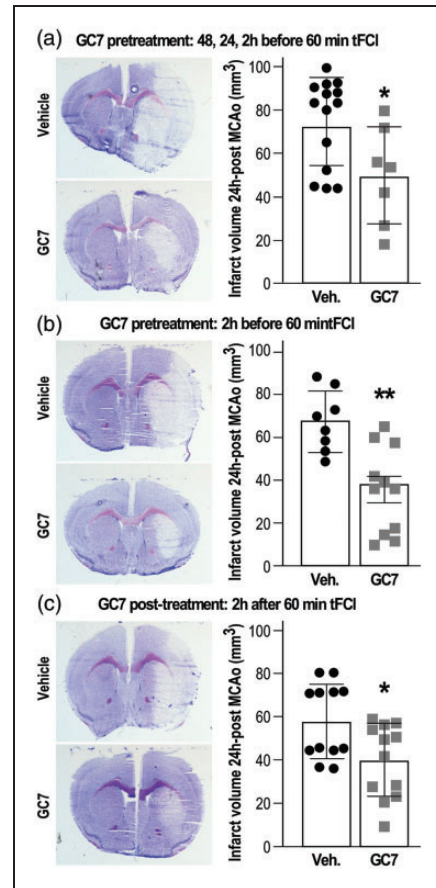 (a) GC7 pretreatment: 48, 24, 2h before 60 min tFCI
Vehicle
GC7
Infarct volume 24h-post MCAo (mm3)
100
80
60
40
20
0
*
Veh. GC7
(b) GC7 pretreatment: 2h before 60 mintFCI
Vehicle
GC7
Infarct volume 24h-post MCAo (mm3)
100
80
60
40
20
0
**
Veh. GC7
(c) GC7 post-treatment: 2h after 60 min tFCI
Vehicle
GC7
Infarct volume 24h-post MCAo (mm3)
100
80
60
40
20
0
*
Veh. GC7